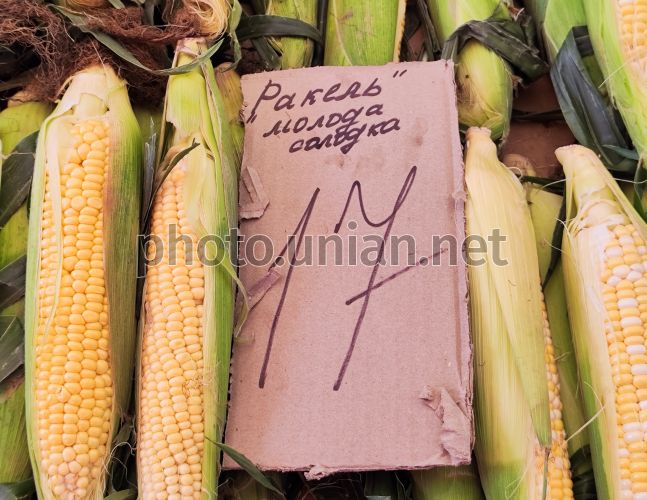 "Ракель"
молода
солодка
17
photo.unian.net